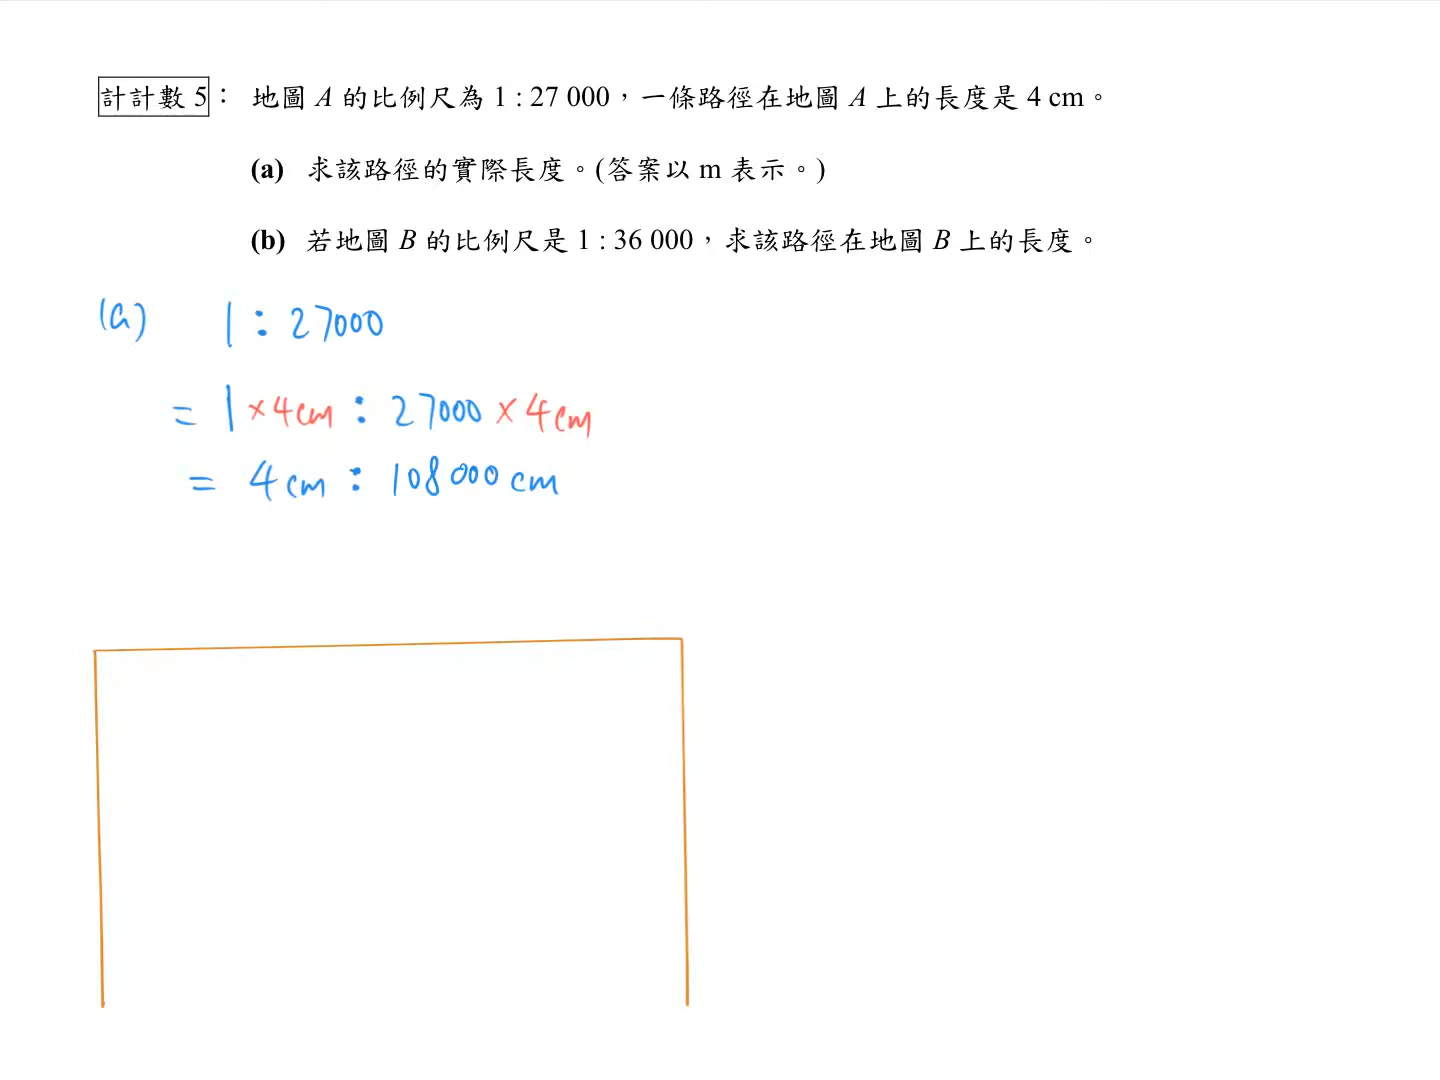 計計數 5： 地圖 A 的比例尺為 1 : 27 000，一條路徑在地圖 A 上的長度是 4 cm。
(a) 求該路徑的實際長度。(答案以 m 表示。)
(b) 若地圖 B 的比例尺是 1 : 36 000，求該路徑在地圖 B 上的長度。
(a) 1 : 27000
= 1 × 4cm : 27000 × 4cm
= 4cm : 108000 cm